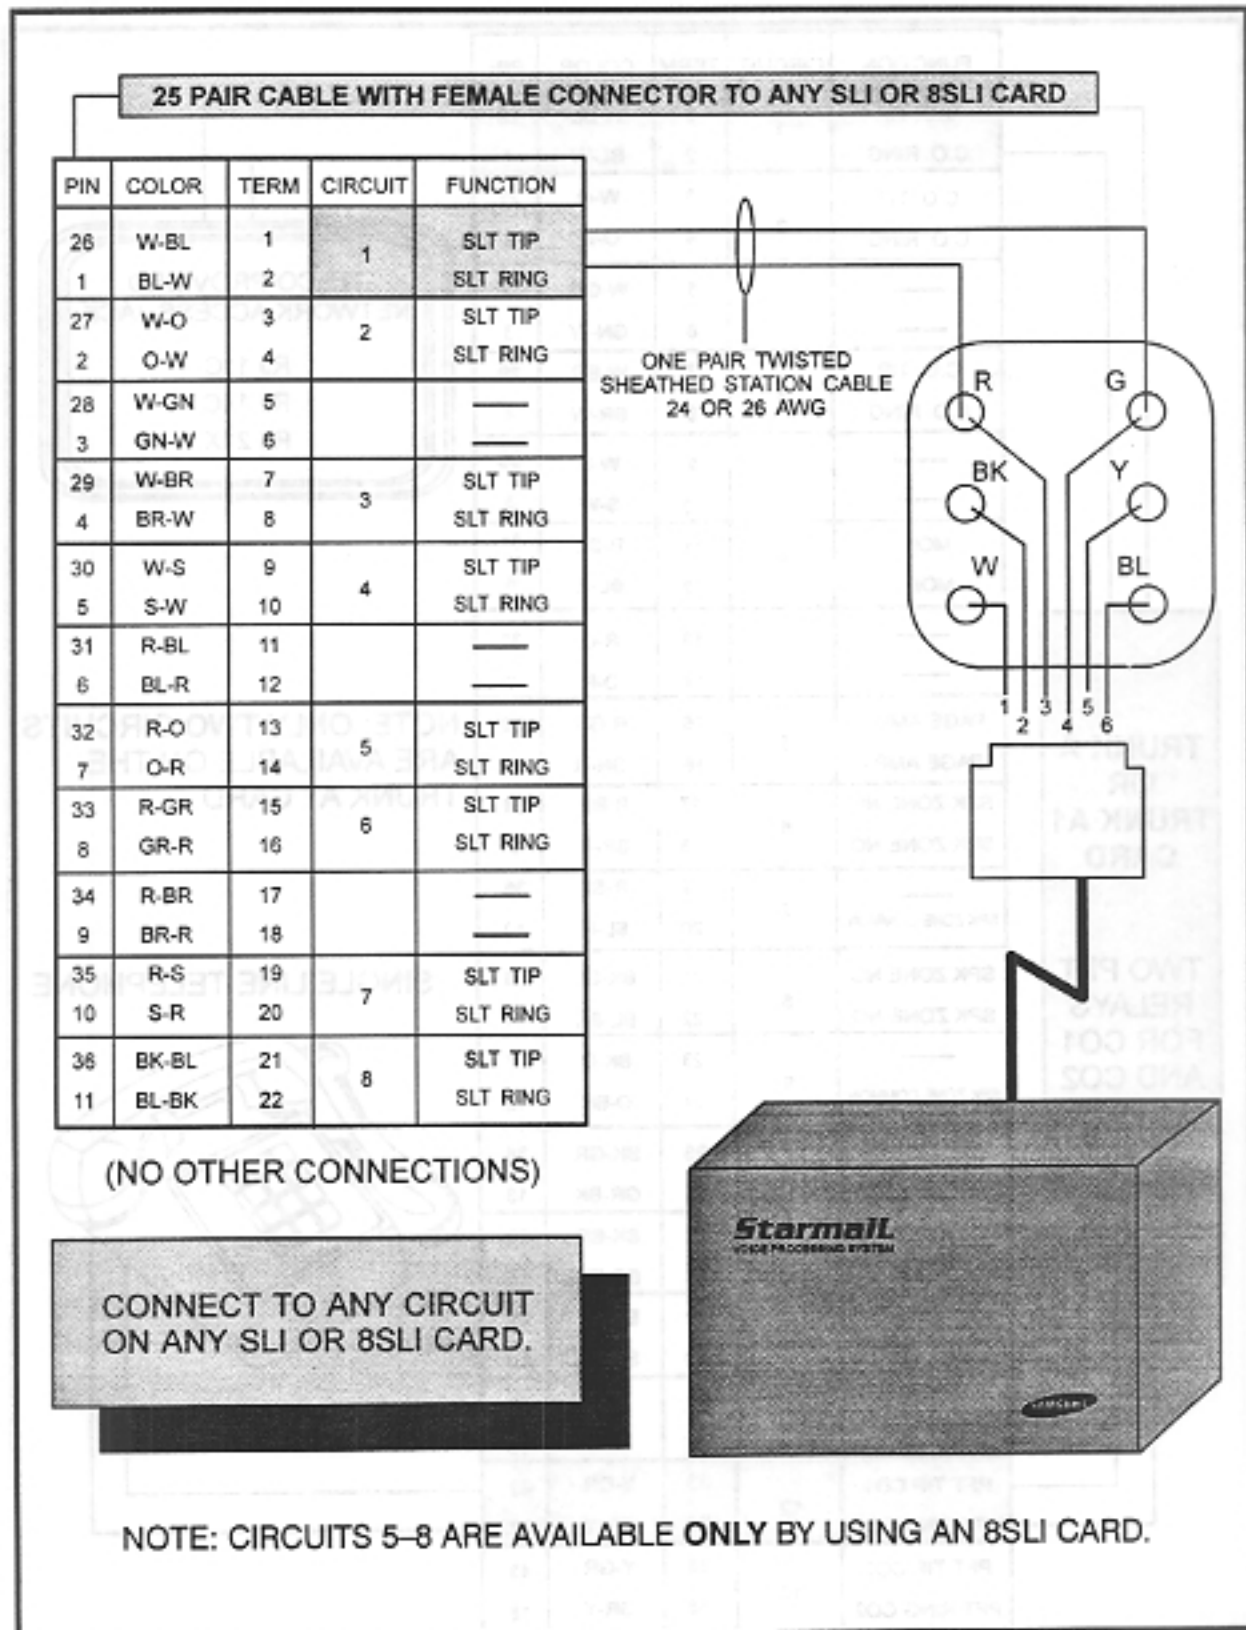 25 PAIR CABLE WITH FEMALE CONNECTOR TO ANY SLI OR 8SLI CARD
PIN COLOR TERM CIRCUIT FUNCTION
26 W-BL 1 1 SLT TIP
1 BL-W 2 SLT RING
27 W-O 3 2 SLT TIP
2 O-W 4 SLT RING
28 W-GN 5 —
3 GN-W 6 —
29 W-BR 7 3 SLT TIP
4 BR-W 8 SLT RING
30 W-S 9 4 SLT TIP
5 S-W 10 SLT RING
31 R-BL 11 —
6 BL-R 12 —
32 R-O 13 5 SLT TIP
7 O-R 14 SLT RING
33 R-GR 15 6 SLT TIP
8 GR-R 16 SLT RING
34 R-BR 17 —
9 BR-R 18 —
35 R-S 19 7 SLT TIP
10 S-R 20 SLT RING
36 BK-BL 21 8 SLT TIP
11 BL-BK 22 SLT RING
(NO OTHER CONNECTIONS)
ONE PAIR TWISTED
SHEATHED STATION CABLE
24 OR 26 AWG
R G
BK Y
W BL
1 2 3 4 5 6
Starmail
VOICE PROCESSING SYSTEM
SAMSUNG
CONNECT TO ANY CIRCUIT
ON ANY SLI OR 8SLI CARD.
NOTE: CIRCUITS 5–8 ARE AVAILABLE ONLY BY USING AN 8SLI CARD.